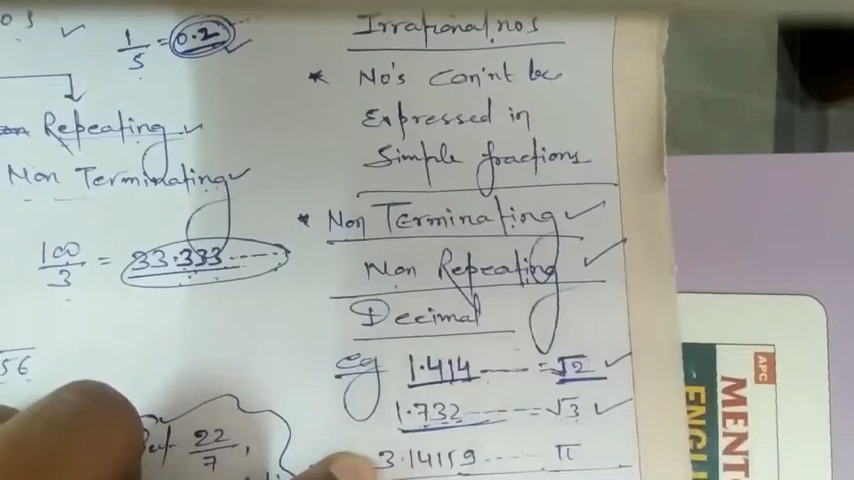 1/5 = 0.2
Repeating
Non Terminating
100/3 = 33.333-----
56
22/7,
Irrational nos
* No's Can'nt be
Expressed in
Simple fractions
* Non Terminating
Non Repeating
Decimal
eg 1.414 ---- = √2
1.732 ----- = √3
3.14159 ..... π
APC
MENT
ENGL